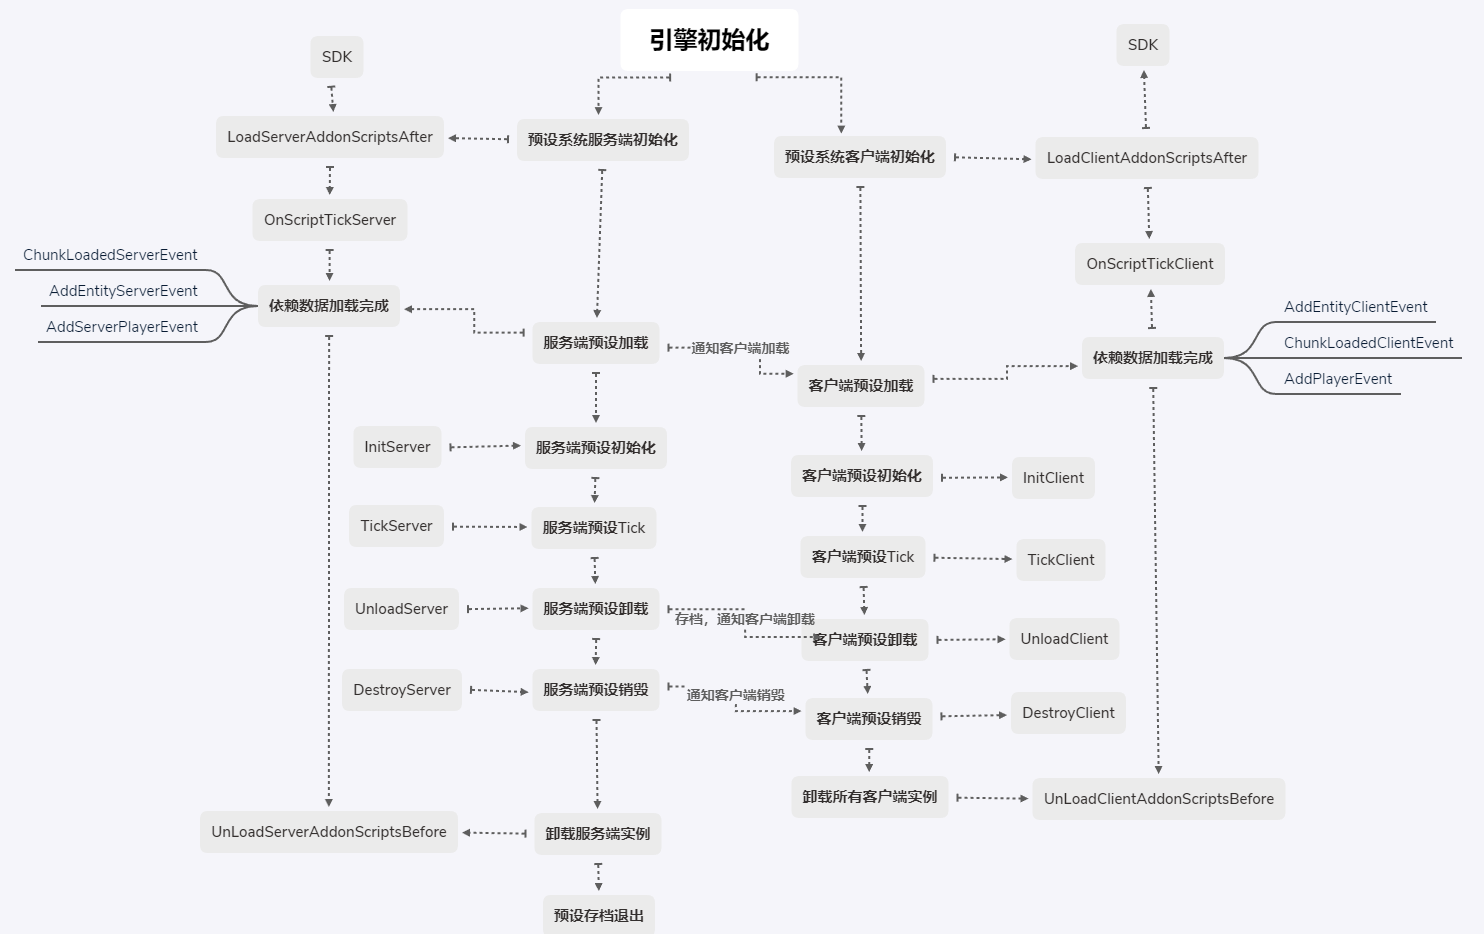 引擎初始化
SDK
SDK
LoadServerAddonScriptsAfter
预设系统服务端初始化
预设系统客户端初始化
LoadClientAddonScriptsAfter
OnScriptTickServer
OnScriptTickClient
ChunkLoadedServerEvent
AddEntityServerEvent
AddServerPlayerEvent
依赖数据加载完成
服务端预设加载
通知客户端加载
客户端预设加载
依赖数据加载完成
AddEntityClientEvent
ChunkLoadedClientEvent
AddPlayerEvent
InitServer
服务端预设初始化
客户端预设初始化
InitClient
TickServer
服务端预设Tick
客户端预设Tick
TickClient
UnloadServer
服务端预设卸载
存档，通知客户端卸载
客户端预设卸载
UnloadClient
DestroyServer
服务端预设销毁
通知客户端销毁
客户端预设销毁
DestroyClient
卸载所有客户端实例
UnLoadClientAddonScriptsBefore
UnLoadServerAddonScriptsBefore
卸载服务端实例
预设存档退出